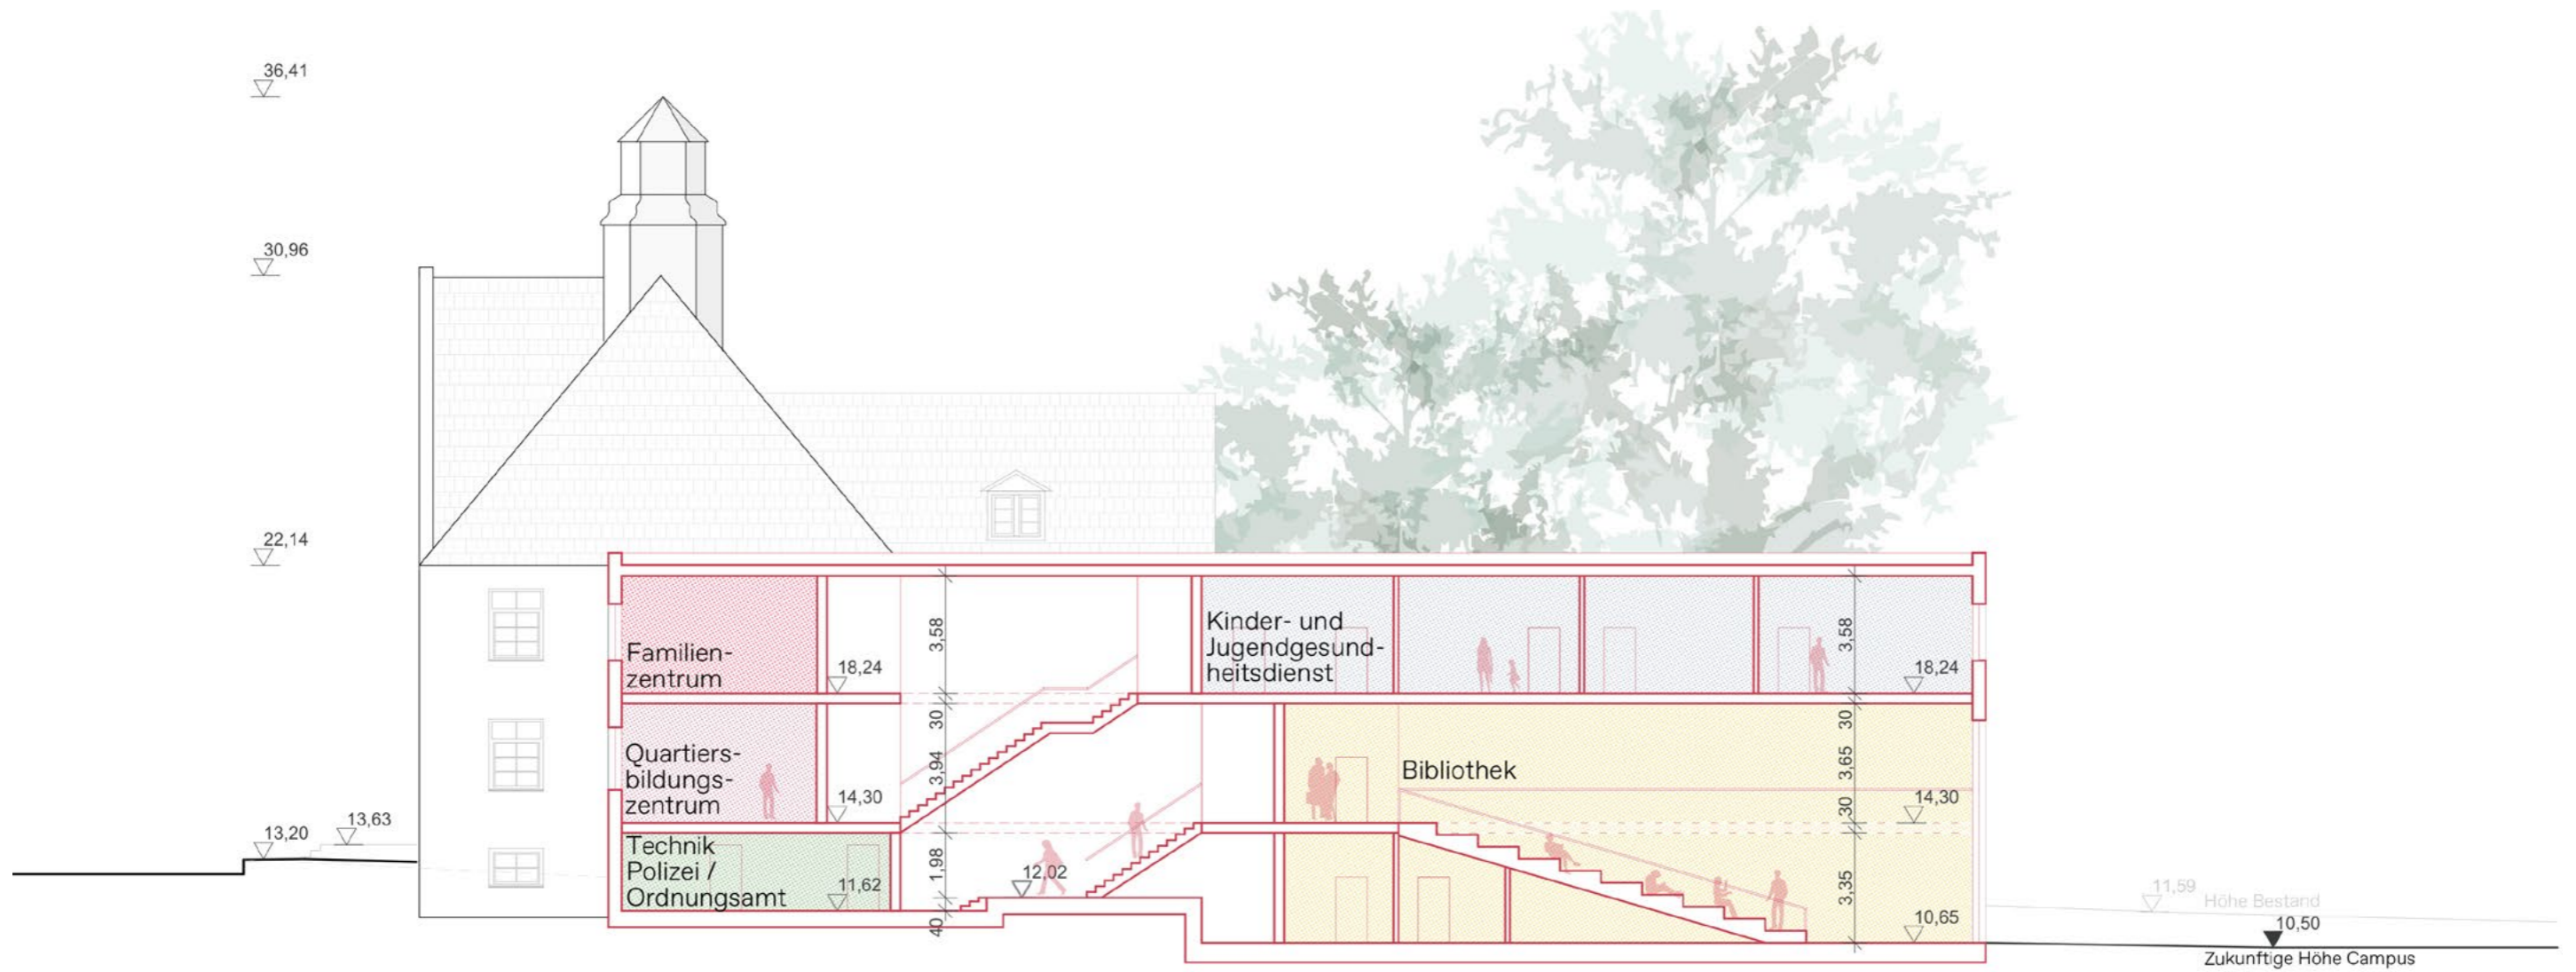 36,41
30,96
22,14
13,20
13,63
Familien-
zentrum
18,24
3,58
Quartiers-
bildungs-
zentrum
14,30
30
3,94
Technik
Polizei /
Ordnungsamt
11,62
1,98
40
12,02
Kinder- und
Jugendgesund-
heitsdienst
3,58
18,24
Bibliothek
30
3,65
14,30
30
3,35
10,65
11,59
Höhe Bestand
10,50
Zukunftige Höhe Campus